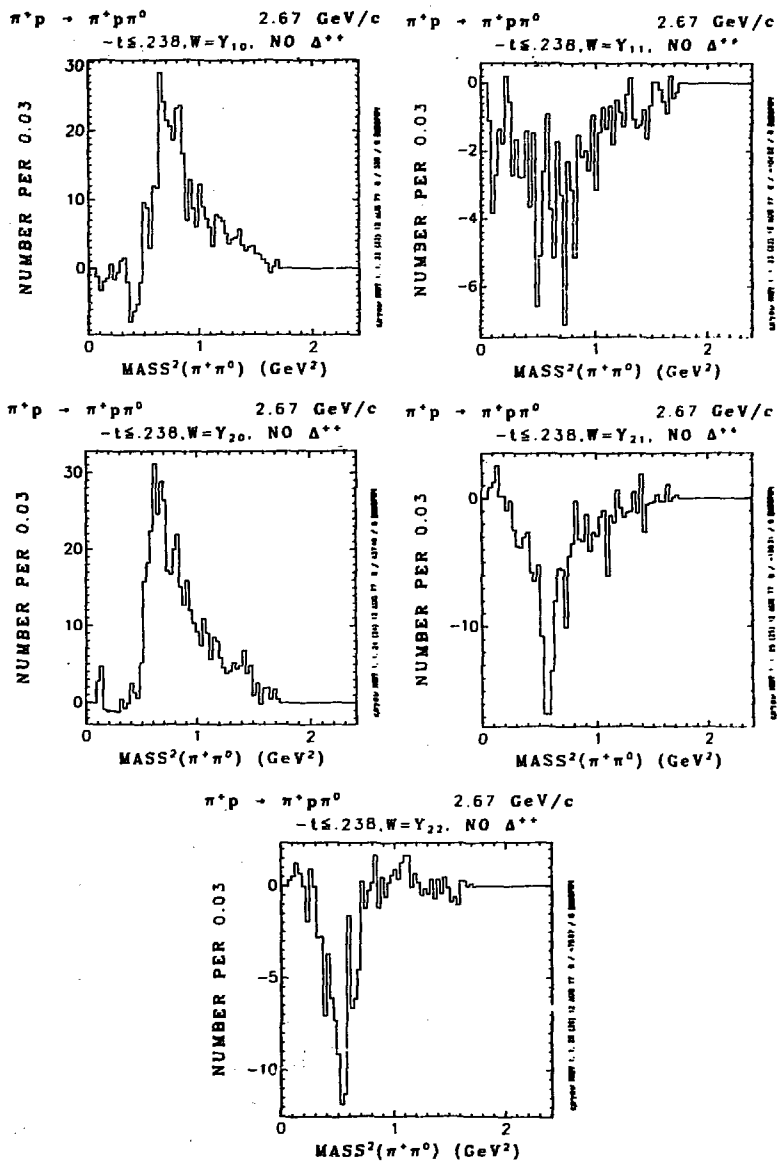 π⁺p → π⁺pπ⁰ 2.67 GeV/c
−t≤.238,W=Y₁₀, NO Δ⁺⁺
30
20
10
0
NUMBER PER 0.03
0 1 2
MASS²(π⁺π⁰) (GeV²)
π⁺p → π⁺pπ⁰ 2.67 GeV/c
−t≤.238,W=Y₁₁, NO Δ⁺⁺
0
−2
−4
−6
NUMBER PER 0.03
0 1 2
MASS²(π⁺π⁰) (GeV²)
π⁺p → π⁺pπ⁰ 2.67 GeV/c
−t≤.238,W=Y₂₀, NO Δ⁺⁺
30
20
10
0
NUMBER PER 0.03
0 1 2
MASS²(π⁺π⁰) (GeV²)
π⁺p → π⁺pπ⁰ 2.67 GeV/c
−t≤.238,W=Y₂₁, NO Δ⁺⁺
0
−10
NUMBER PER 0.03
0 1 2
MASS²(π⁺π⁰) (GeV²)
π⁺p → π⁺pπ⁰ 2.67 GeV/c
−t≤.238,W=Y₂₂, NO Δ⁺⁺
0
−5
−10
NUMBER PER 0.03
0 1 2
MASS²(π⁺π⁰) (GeV²)